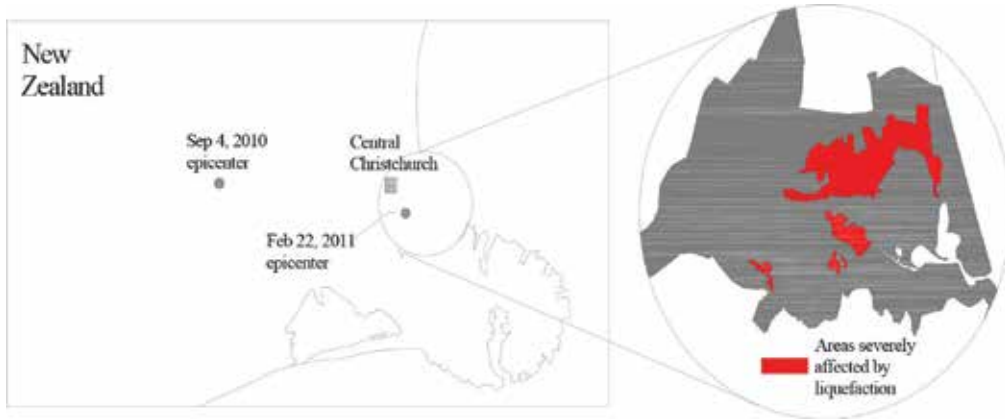 New
Zealand
Sep 4, 2010
epicenter
Central
Christchurch
Feb 22, 2011
epicenter
Areas severely
affected by
liquefaction